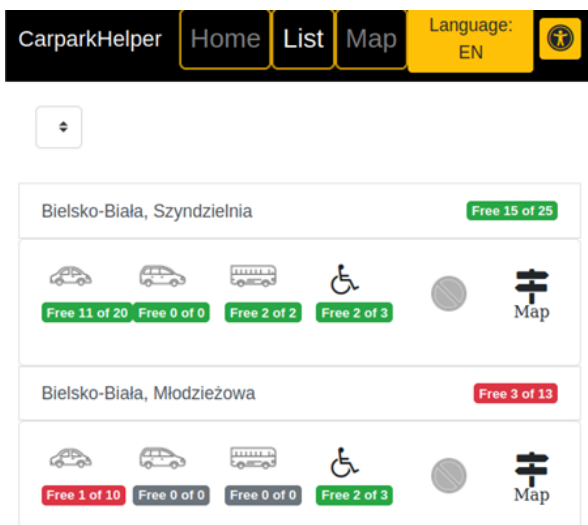 CarparkHelper Home List Map Language:
EN
Bielsko-Biała, Szyndzielnia Free 15 of 25
Free 11 of 20 Free 0 of 0 Free 2 of 2 Free 2 of 3 Map
Bielsko-Biała, Młodzieżowa Free 3 of 13
Free 1 of 10 Free 0 of 0 Free 0 of 0 Free 2 of 3 Map